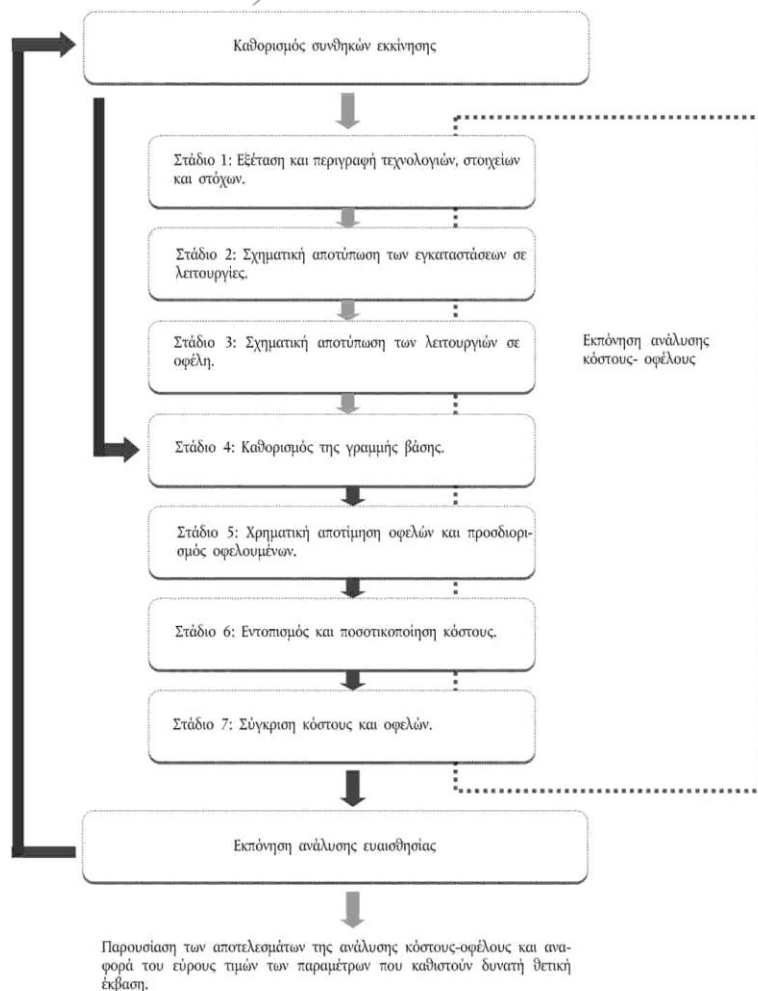 Καθορισμός συνθηκών εκκίνησης
Στάδιο 1: Εξέταση και περιγραφή τεχνολογιών, στοιχείων
και στόχων.
Στάδιο 2: Σχηματική αποτύπωση των εγκαταστάσεων σε
λειτουργίες.
Στάδιο 3: Σχηματική αποτύπωση των λειτουργιών σε
οφέλη.
Εκπόνηση ανάλυσης
κόστους- οφέλους
Στάδιο 4: Καθορισμός της γραμμής βάσης.
Στάδιο 5: Χρηματική αποτίμηση οφελών και προσδιορι-
σμός οφελουμένων.
Στάδιο 6: Εντοπισμός και ποσοτικοποίηση κόστους.
Στάδιο 7: Σύγκριση κόστους και οφελών.
Εκπόνηση ανάλυσης ευαισθησίας
Παρουσίαση των αποτελεσμάτων της ανάλυσης κόστους-οφέλους και ανα-
φορά του εύρους τιμών των παραμέτρων που καθιστούν δυνατή θετική
έκβαση.